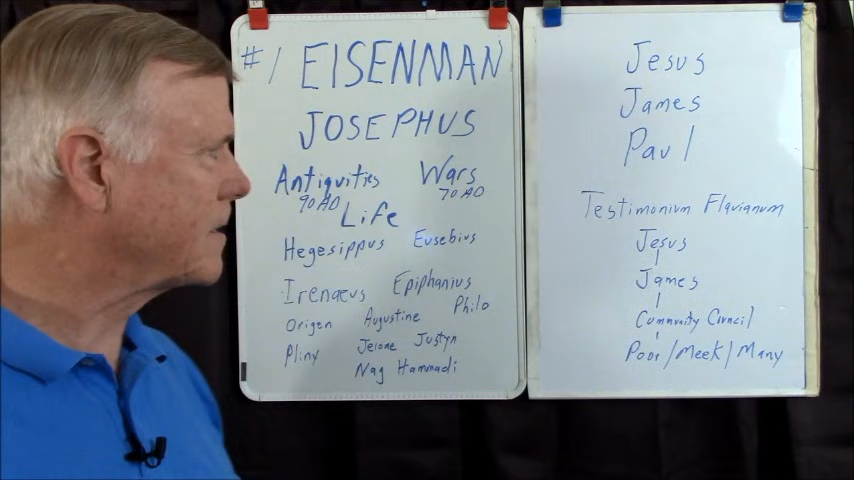 #1 EISENMAN
JOSEPHUS
Antiquities Wars
90 AD 70 AD
Life
Hegesippus Eusebius
Irenaeus Epiphanius
Origen Augustine Philo
Pliny Jerome Justyn
Nag Hammadi
Jesus
James
Paul
Testimonium Flavianum
Jesus
James
Community Council
Poor/Meek/Many